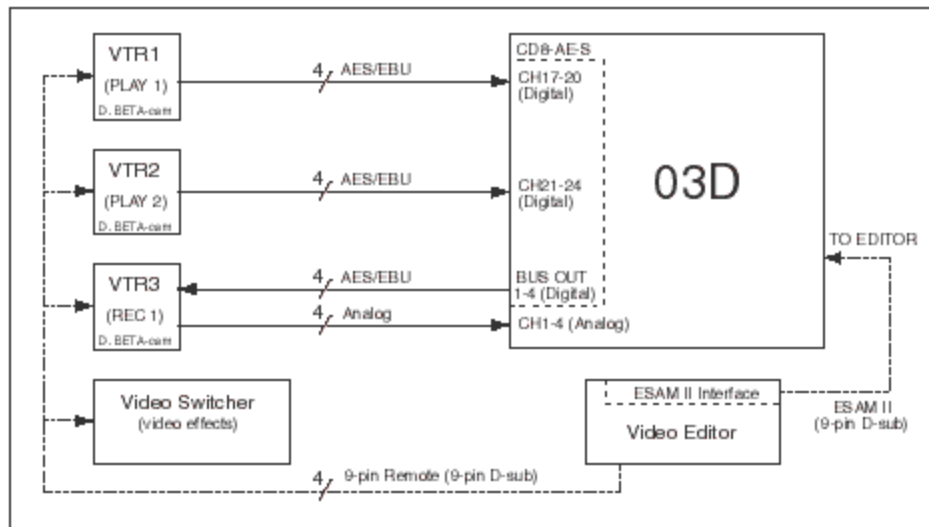 VTR1
(PLAY 1)
D. BETA-cam
4 AES/EBU
CD8-AE-S
CH17-20
(Digital)
VTR2
(PLAY 2)
D. BETA-cam
4 AES/EBU
CH21-24
(Digital)
03D
TO EDITOR
VTR3
(REC 1)
D. BETA-cam
4 AES/EBU
BUS OUT
1-4 (Digital)
4 Analog
CH1-4 (Analog)
Video Switcher
(video effects)
ESAM II Interface
Video Editor
ESAM II
(9-pin D-sub)
4 9-pin Remote (9-pin D-sub)